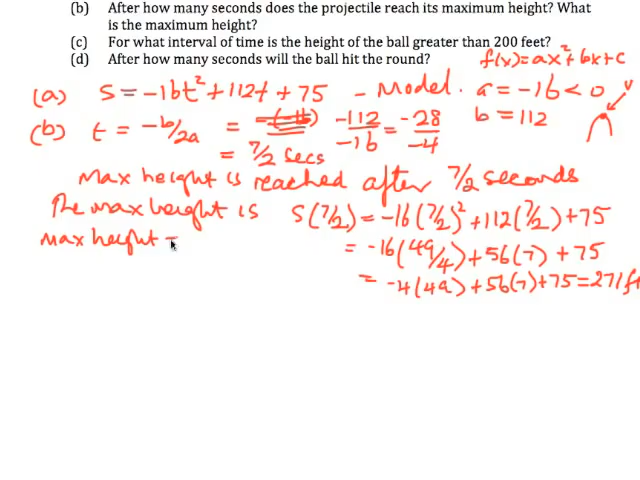 (b) After how many seconds does the projectile reach its maximum height? What
is the maximum height?
(c) For what interval of time is the height of the ball greater than 200 feet?
(d) After how many seconds will the ball hit the round?
f(x)=ax²+bx+c
(a) S=-16t²+112t+75 - Model. a=-16<0 V
(b) t = -b/2a = -112/-16 = -28/-4 b=112
= 7/2 secs
Max height is reached after 7/2 seconds
The max height is S(7/2)=-16(7/2)²+112(7/2)+75
Max height = = -16(49/4)+56(7)+75
= -4(49)+56(7)+75=271ft